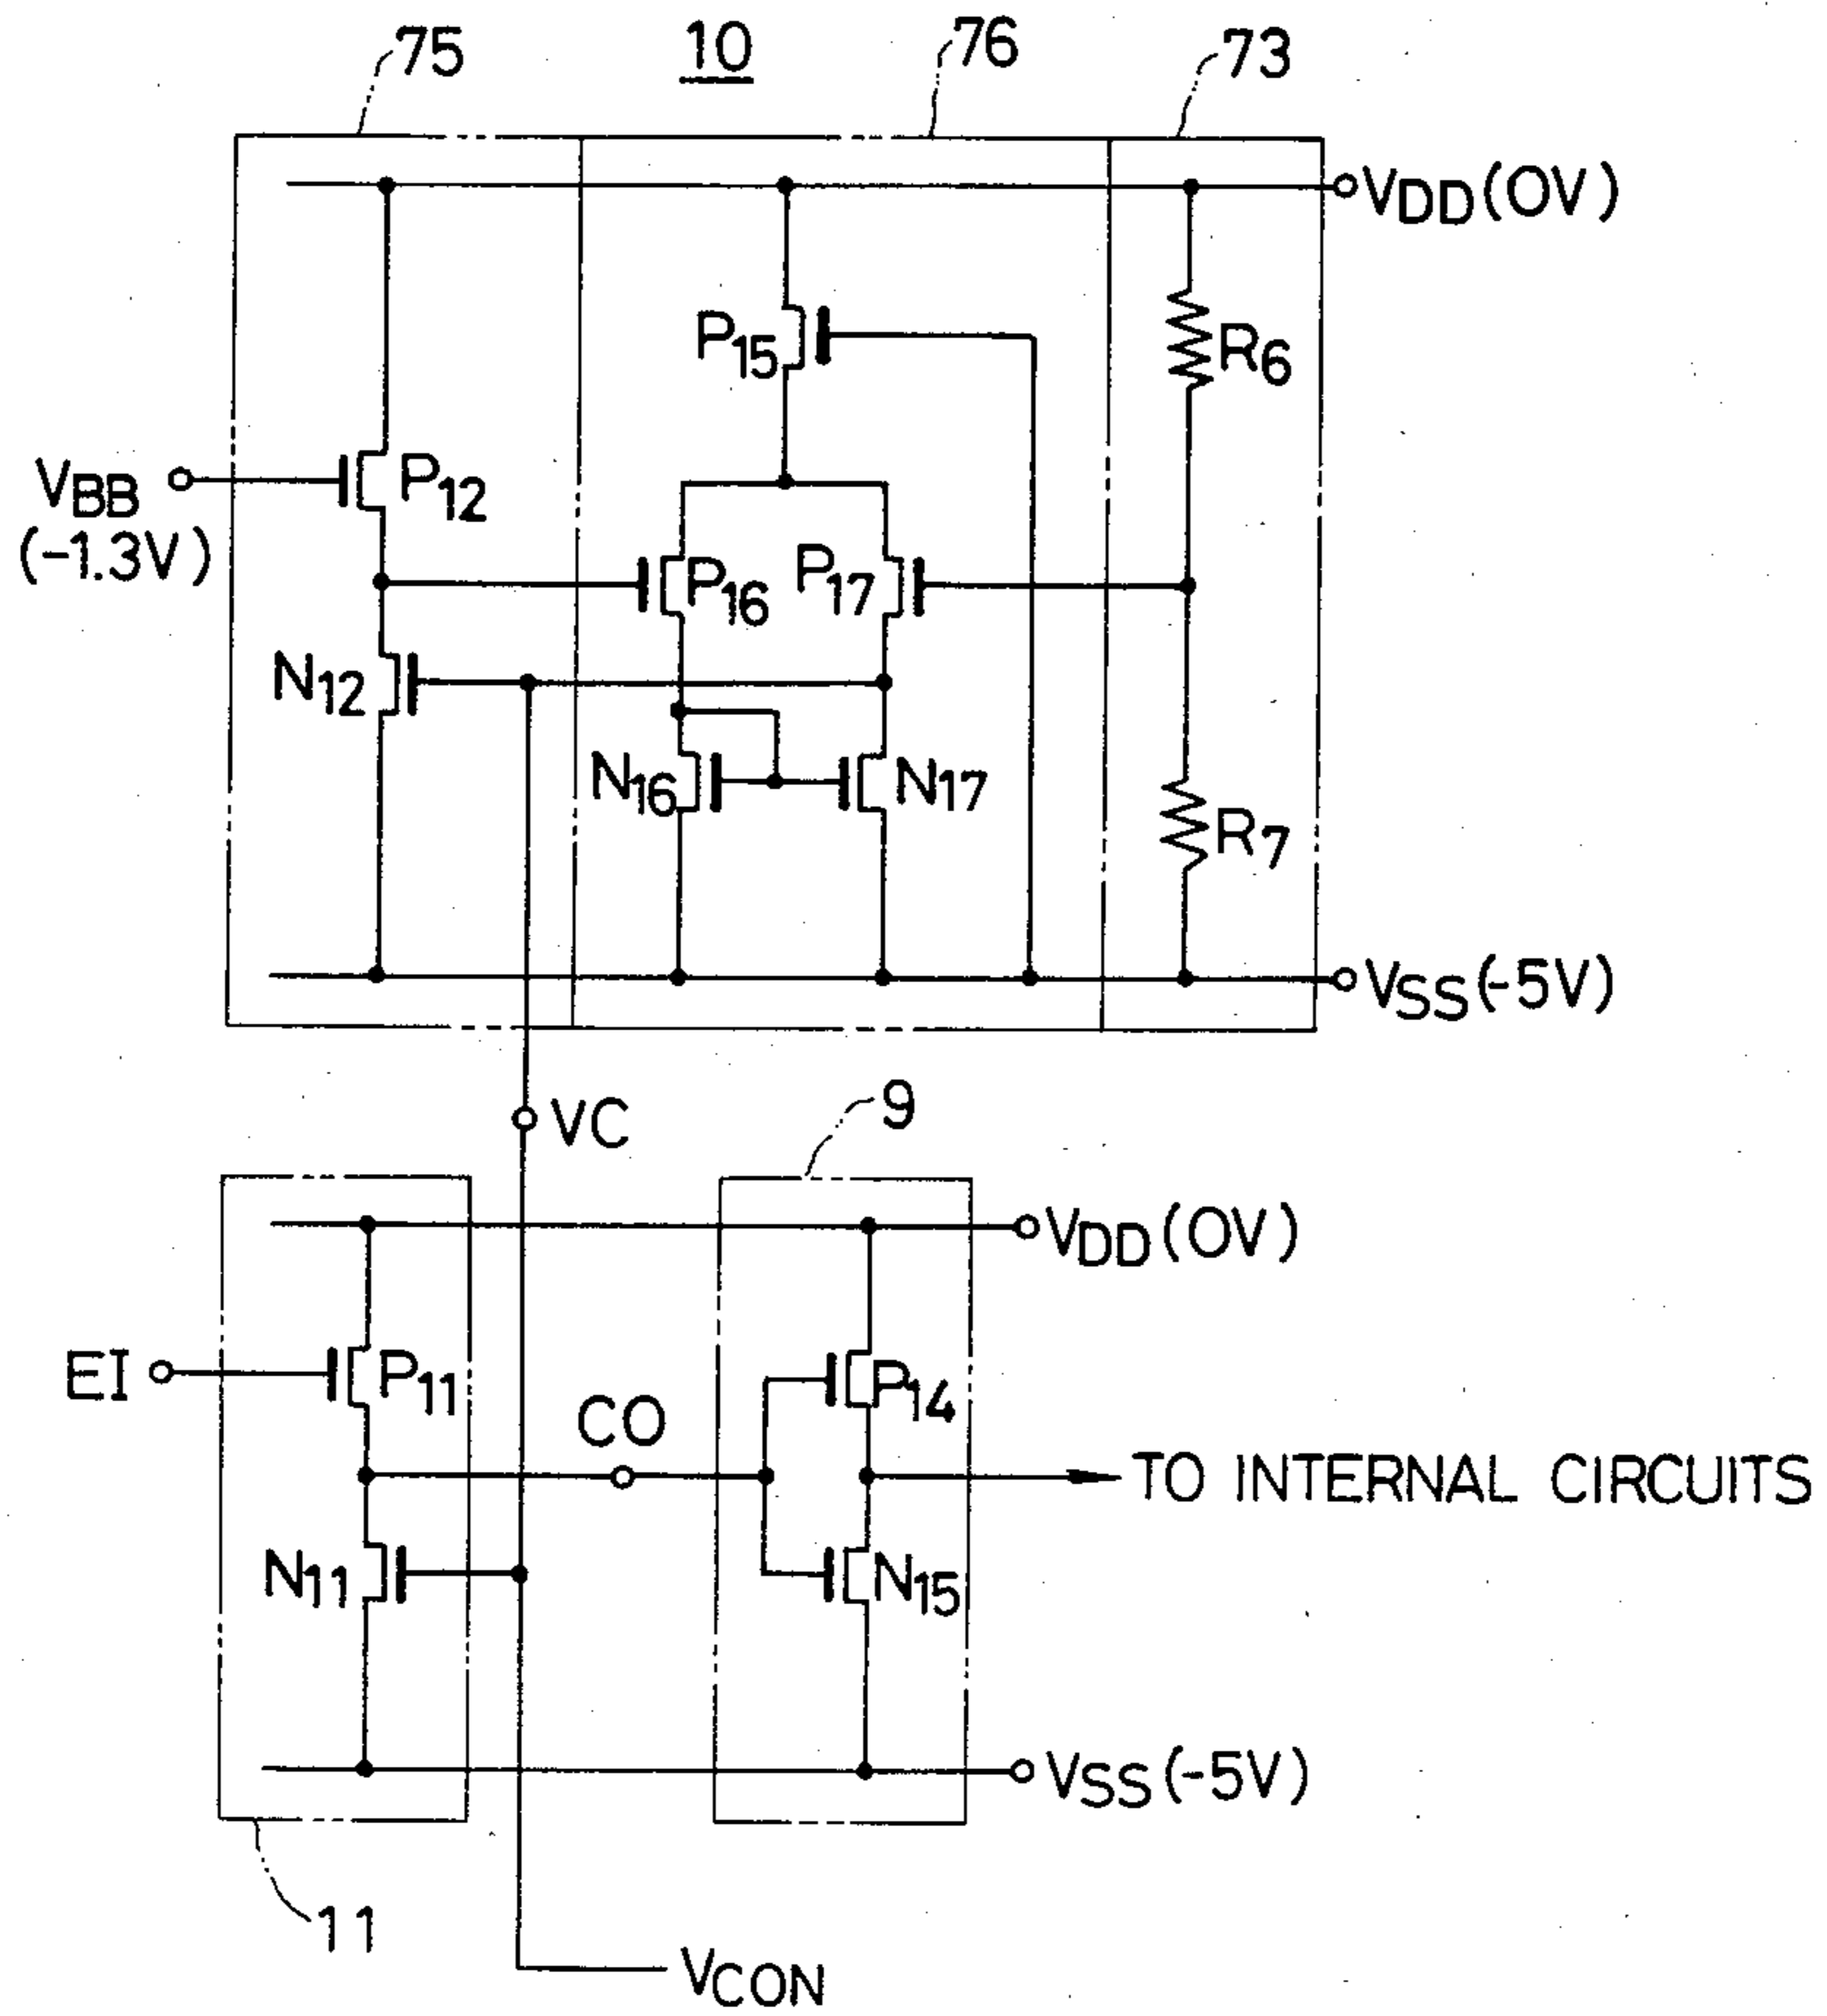 75
10
76
73
VDD (0V)
P15
R6
VBB
(-1.3V)
P12
P16
P17
N12
N16
N17
R7
VSS (-5V)
VC
9
VDD (0V)
EI
P11
CO
P14
TO INTERNAL CIRCUITS
N11
N15
VSS (-5V)
11
VCON